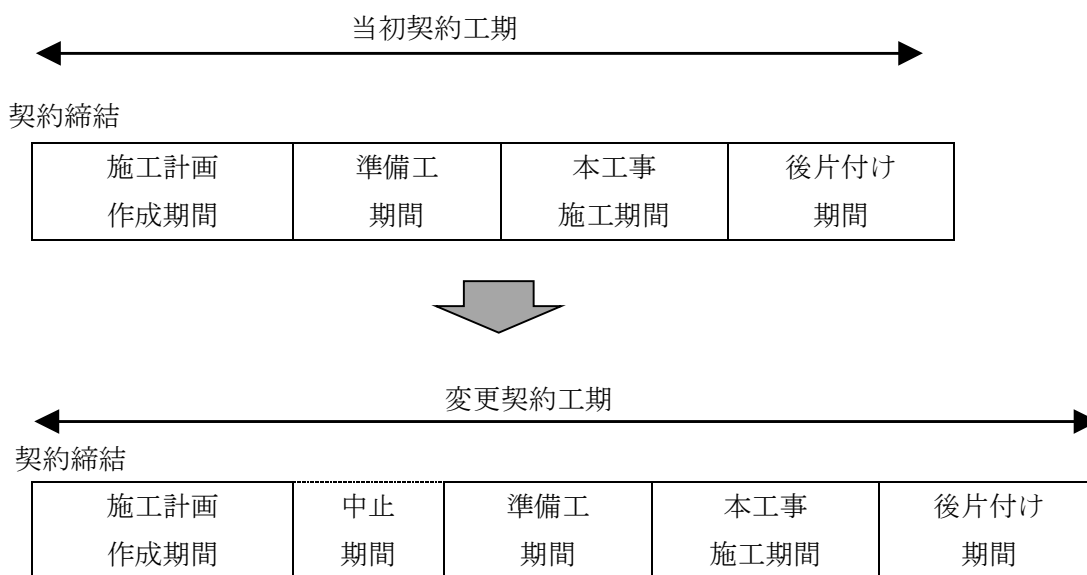 当初契約工期
契約締結
施工計画 準備工 本工事 後片付け
作成期間 期間 施工期間 期間
変更契約工期
契約締結
施工計画 中止 準備工 本工事 後片付け
作成期間 期間 期間 施工期間 期間